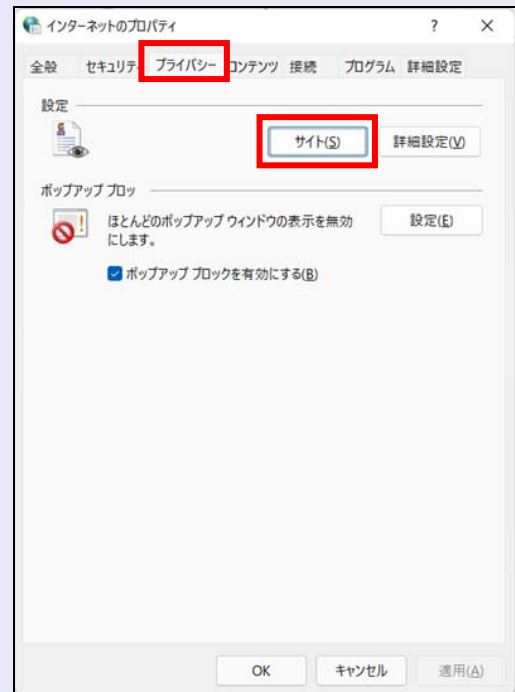 インターネットのプロパティ ? ×
全般 セキュリティ プライバシー コンテンツ 接続 プログラム 詳細設定
設定
サイト(S) 詳細設定(V)
ポップアップ ブロッ
ほとんどのポップアップ ウィンドウの表示を無効 設定(E)
にします。
ポップアップ ブロックを有効にする(B)
OK キャンセル 適用(A)